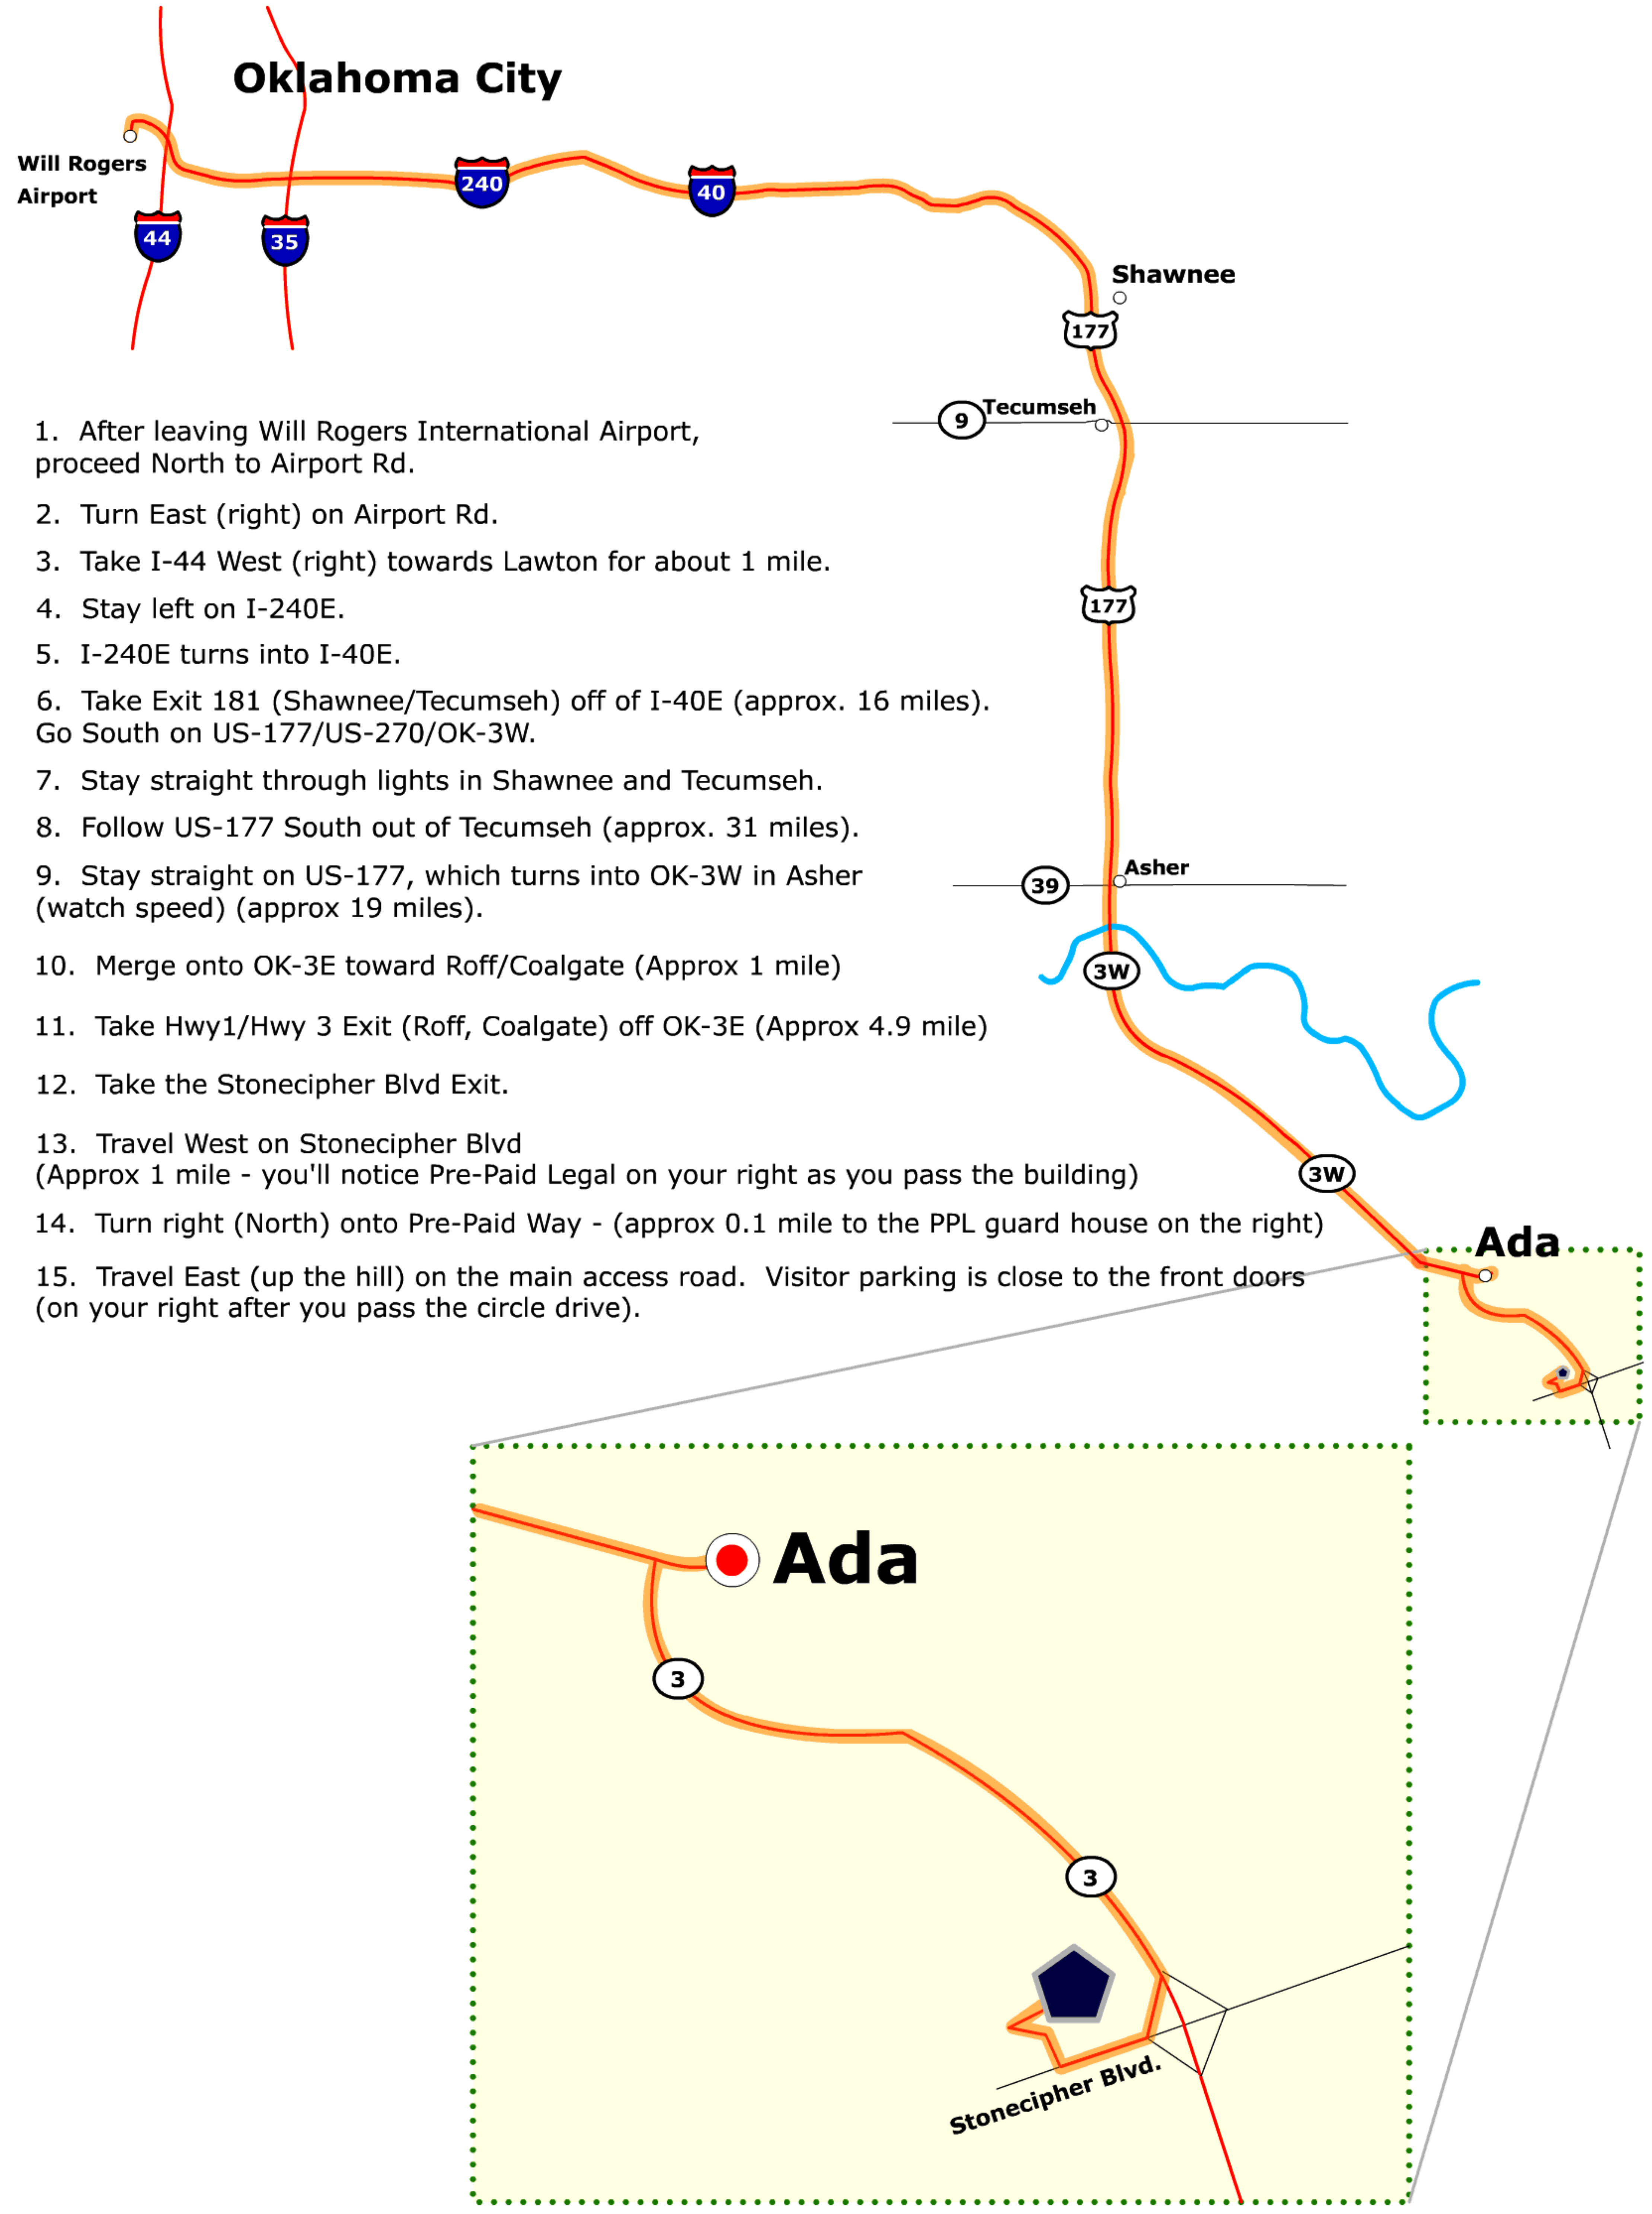 Oklahoma City
Will Rogers
Airport
240
40
44
35
Shawnee
177
Tecumseh
9
177
Asher
39
3W
3W
Ada
1.  After leaving Will Rogers International Airport,
proceed North to Airport Rd.
2.  Turn East (right) on Airport Rd.
3.  Take I-44 West (right) towards Lawton for about 1 mile.
4.  Stay left on I-240E.
5.  I-240E turns into I-40E.
6.  Take Exit 181 (Shawnee/Tecumseh) off of I-40E (approx. 16 miles).
Go South on US-177/US-270/OK-3W.
7.  Stay straight through lights in Shawnee and Tecumseh.
8.  Follow US-177 South out of Tecumseh (approx. 31 miles).
9.  Stay straight on US-177, which turns into OK-3W in Asher
(watch speed) (approx 19 miles).
10.  Merge onto OK-3E toward Roff/Coalgate (Approx 1 mile)
11.  Take Hwy1/Hwy 3 Exit (Roff, Coalgate) off OK-3E (Approx 4.9 mile)
12.  Take the Stonecipher Blvd Exit.
13.  Travel West on Stonecipher Blvd
(Approx 1 mile - you'll notice Pre-Paid Legal on your right as you pass the building)
14.  Turn right (North) onto Pre-Paid Way - (approx 0.1 mile to the PPL guard house on the right)
15.  Travel East (up the hill) on the main access road.  Visitor parking is close to the front doors
(on your right after you pass the circle drive).
Ada
3
3
Stonecipher Blvd.